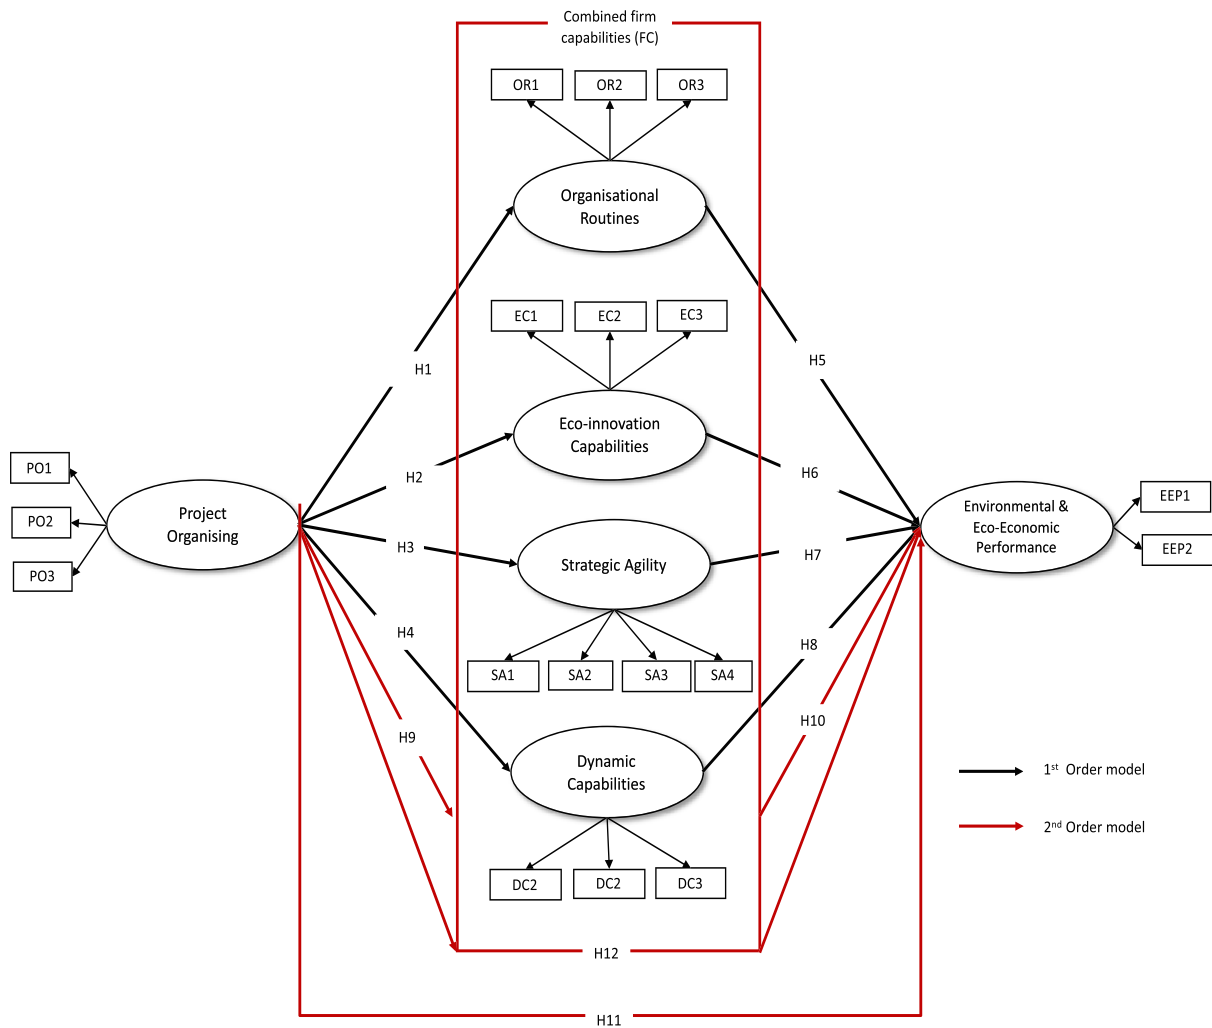 Combined firm
capabilities (FC)
OR1
OR2
OR3
Organisational
Routines
EC1
EC2
EC3
H1
H5
Eco-innovation
Capabilities
PO1
PO2
PO3
Project
Organising
H2
H6
Environmental &
Eco-Economic
Performance
EEP1
EEP2
H3
H7
Strategic Agility
H4
H8
SA1
SA2
SA3
SA4
H9
H10
Dynamic
Capabilities
1st Order model
2nd Order model
DC2
DC2
DC3
H12
H11